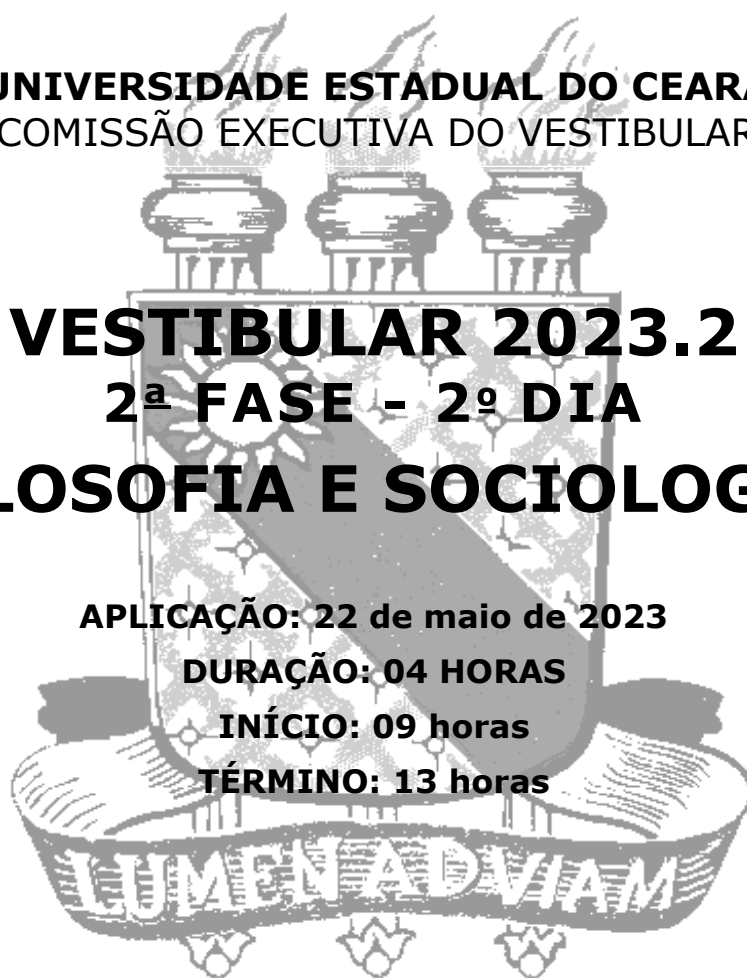 UNIVERSIDADE ESTADUAL DO CEARÁ
COMISSÃO EXECUTIVA DO VESTIBULAR
VESTIBULAR 2023.2
2ª FASE - 2º DIA
LOSOFIA E SOCIOLOG
APLICAÇÃO: 22 de maio de 2023
DURAÇÃO: 04 HORAS
INÍCIO: 09 horas
TÉRMINO: 13 horas
LUMEN AD VIAM